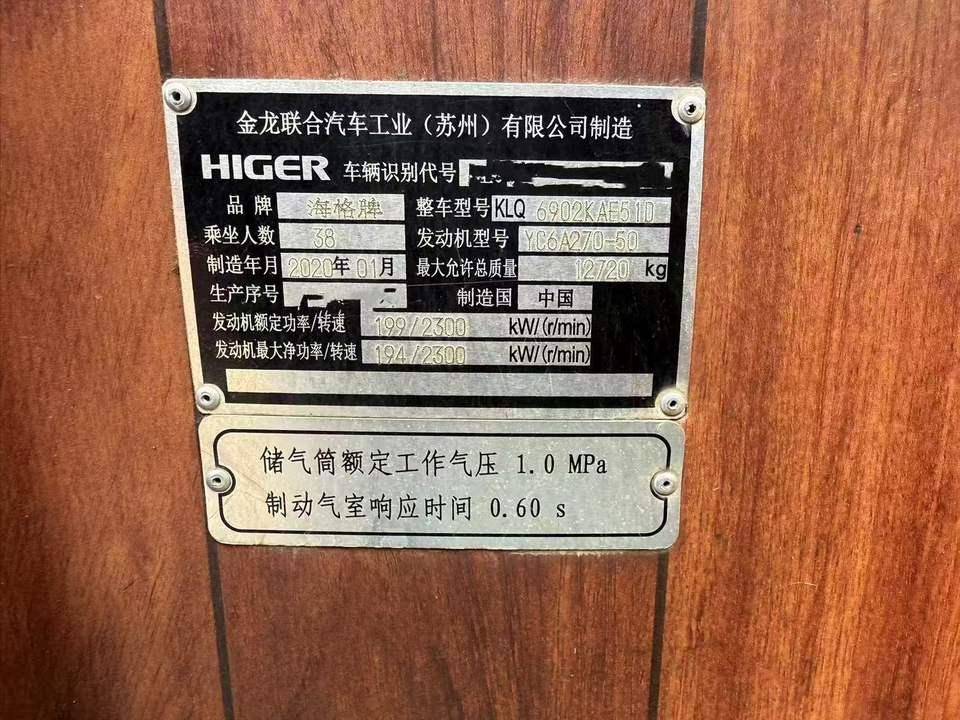 金龙联合汽车工业（苏州）有限公司制造
HIGER 车辆识别代号
品牌 海格牌 整车型号 KLQ 6902KAE51D
乘坐人数 38 发动机型号 YC6A270-50
制造年月 2020年 01月 最大允许总质量 12720 kg
生产序号 制造国 中国
发动机额定功率/转速 199/2300 kW/(r/min)
发动机最大净功率/转速 194/2300 kW/(r/min)
储气筒额定工作气压 1.0 MPa
制动气室响应时间 0.60 s